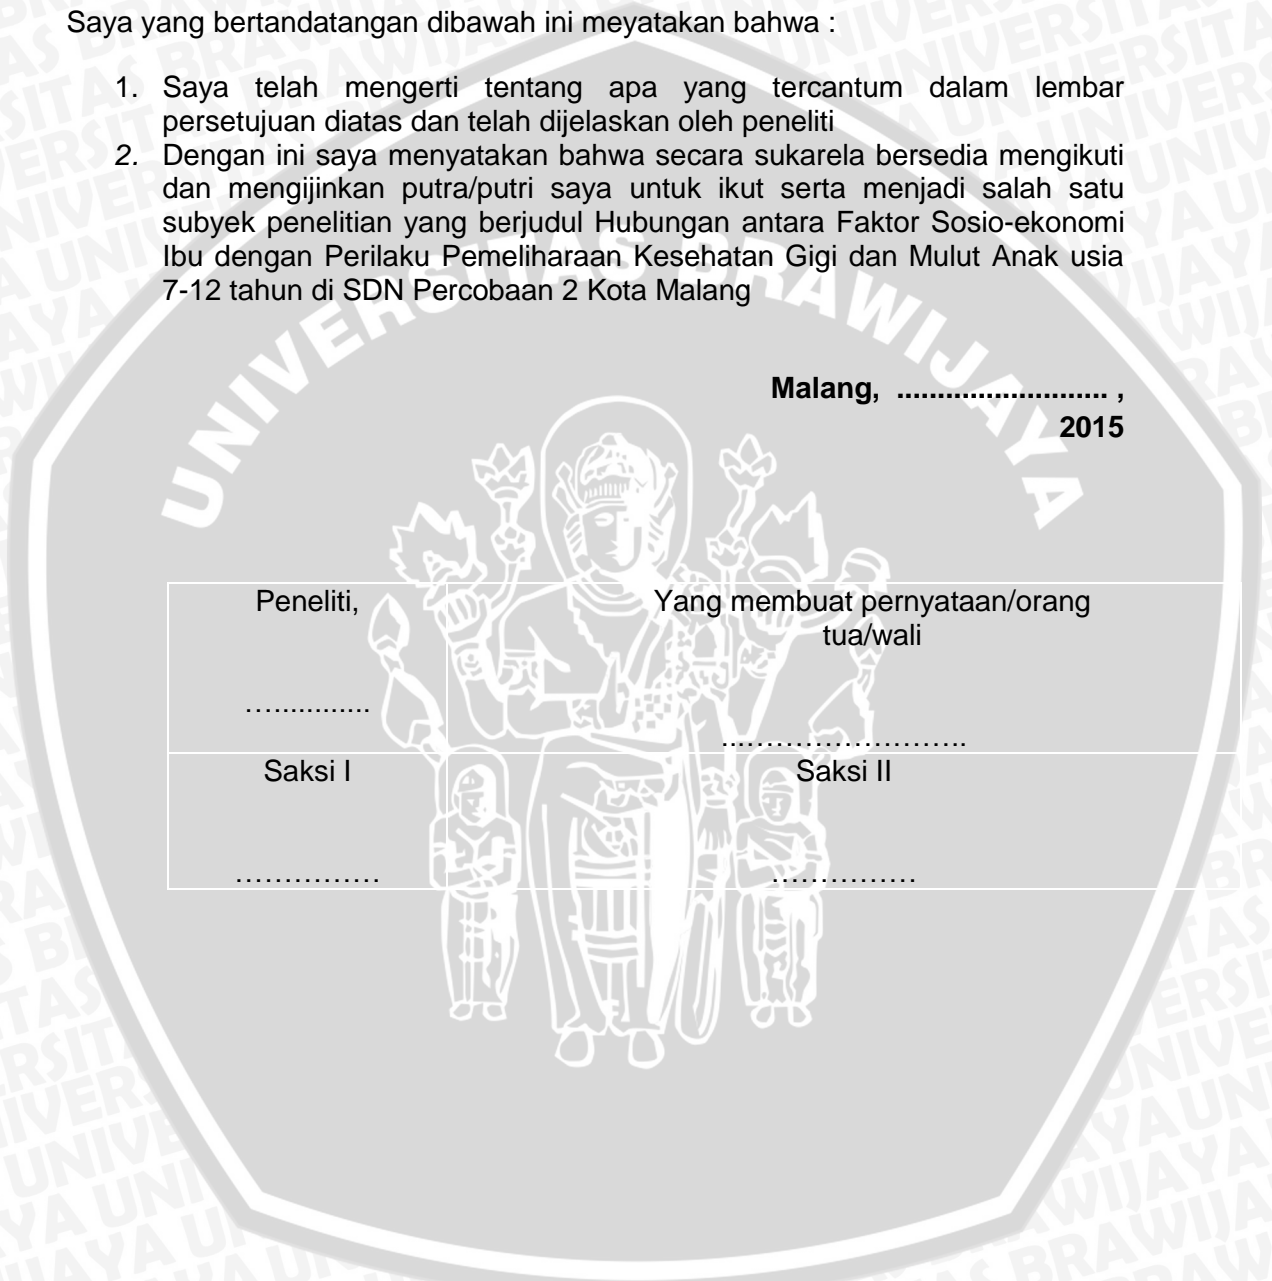 Saya yang bertandatangan dibawah ini meyatakan bahwa :
1. Saya telah mengerti tentang apa yang tercantum dalam lembar
persetujuan diatas dan telah dijelaskan oleh peneliti
2. Dengan ini saya menyatakan bahwa secara sukarela bersedia mengikuti
dan mengijinkan putra/putri saya untuk ikut serta menjadi salah satu
subyek penelitian yang berjudul Hubungan antara Faktor Sosio-ekonomi
Ibu dengan Perilaku Pemeliharaan Kesehatan Gigi dan Mulut Anak usia
7-12 tahun di SDN Percobaan 2 Kota Malang
UNIVERSITAS BRAWIJAYA
Malang, .......................... ,
2015
Peneliti,
…............
Yang membuat pernyataan/orang
tua/wali
...…………………..
Saksi I
……………
Saksi II
……………